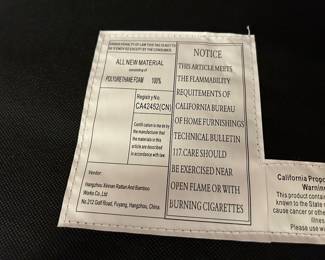 UNDER PENALTY OF LAW THIS TAG IS NOT TO
BE REMOVED EXCEPT BY THE CONSUMER
ALL NEW MATERIAL
consisting of
POLYURETHANE FOAM 100%
Registry No.
CA42452(CN)
Certification is made by
the manufacturer that
the materials in this
article are described
in accordance with law.
Vendor:
Hangzhou Xinnan Rattan And Bamboo
Works Co. Ltd
No.212 Golf Road, Fuyang, Hangzhou, China.
NOTICE
THIS ARTICLE MEETS
THE FLAMMABILITY
REQUITEMENTS OF
CALIFORNIA BUREAU
OF HOME FURNISHINGS
TECHNICAL BULLETIN
117.CARE SHOULD
BE EXERCISED NEAR
OPEN FLAME OR WITH
BURNING CIGARETTES
California Propo
Warnin
This product contain
known to the State
cause cancer or othe
Please use w